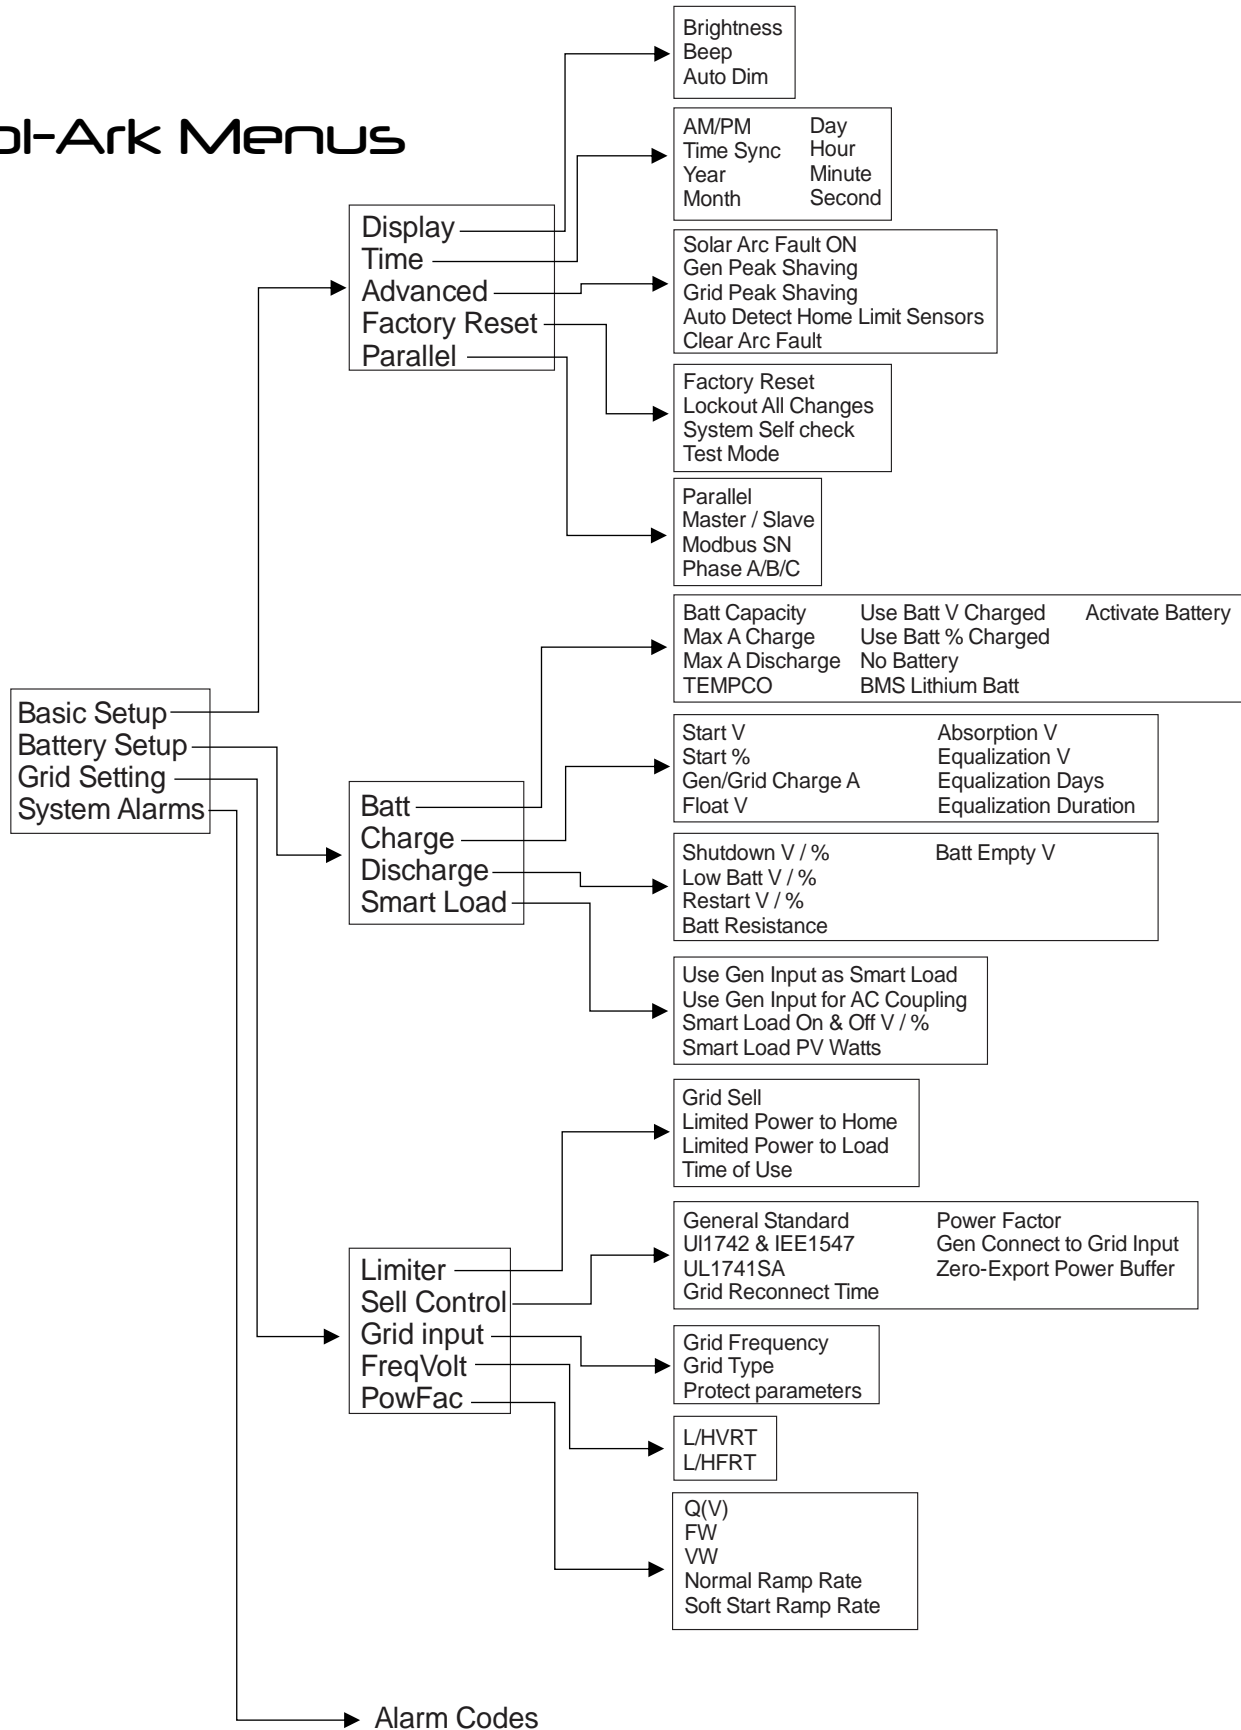 Brightness
Beep
Auto Dim
ol-Ark Menus
AM/PM Day
Time Sync Hour
Year Minute
Month Second
Display
Time
Advanced
Factory Reset
Parallel
Solar Arc Fault ON
Gen Peak Shaving
Grid Peak Shaving
Auto Detect Home Limit Sensors
Clear Arc Fault
Factory Reset
Lockout All Changes
System Self check
Test Mode
Parallel
Master / Slave
Modbus SN
Phase A/B/C
Batt Capacity Use Batt V Charged Activate Battery
Max A Charge Use Batt % Charged
Max A Discharge No Battery
TEMPCO BMS Lithium Batt
Basic Setup
Battery Setup
Grid Setting
System Alarms
Start V Absorption V
Start % Equalization V
Gen/Grid Charge A Equalization Days
Float V Equalization Duration
Batt
Charge
Discharge
Smart Load
Shutdown V / % Batt Empty V
Low Batt V / %
Restart V / %
Batt Resistance
Use Gen Input as Smart Load
Use Gen Input for AC Coupling
Smart Load On & Off V / %
Smart Load PV Watts
Grid Sell
Limited Power to Home
Limited Power to Load
Time of Use
General Standard Power Factor
Ul1742 & IEE1547 Gen Connect to Grid Input
UL1741SA Zero-Export Power Buffer
Grid Reconnect Time
Limiter
Sell Control
Grid input
FreqVolt
PowFac
Grid Frequency
Grid Type
Protect parameters
L/HVRT
L/HFRT
Q(V)
FW
VW
Normal Ramp Rate
Soft Start Ramp Rate
Alarm Codes